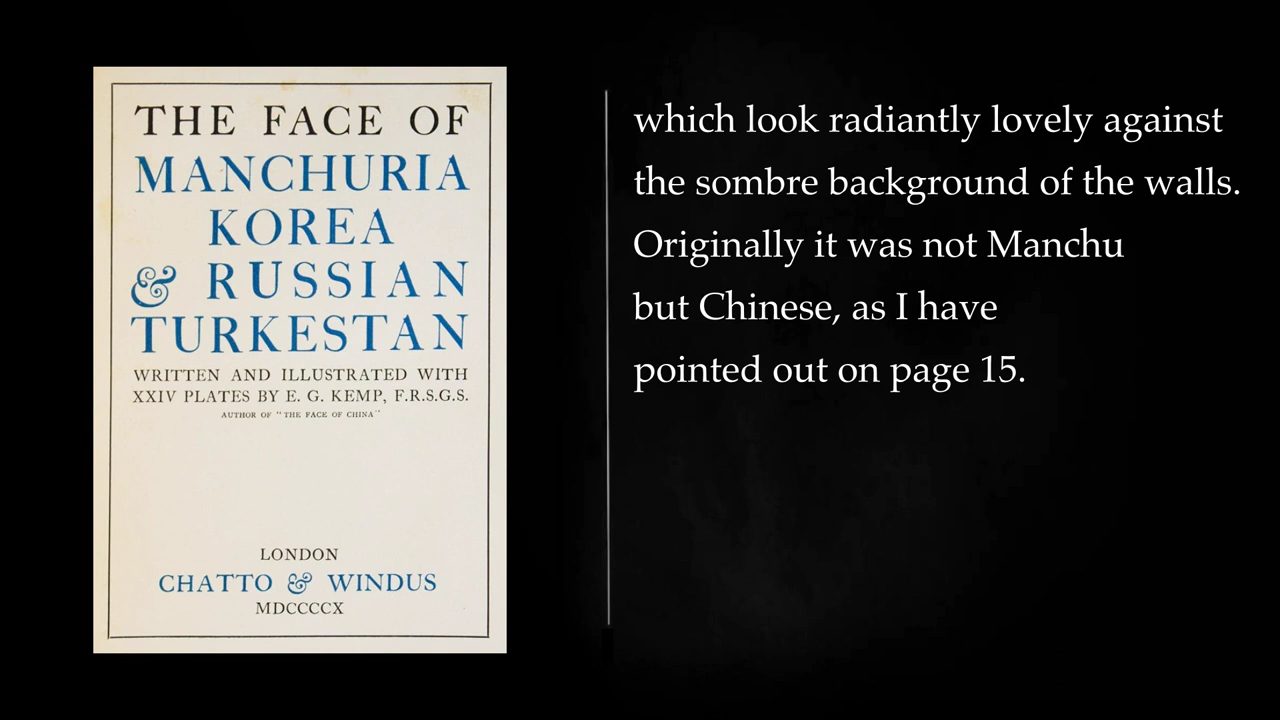 THE FACE OF
MANCHURIA
KOREA
& RUSSIAN
TURKESTAN
WRITTEN AND ILLUSTRATED WITH
XXIV PLATES BY E. G. KEMP, F.R.S.G.S.
AUTHOR OF "THE FACE OF CHINA"
LONDON
CHATTO & WINDUS
MDCCCCX
which look radiantly lovely against
the sombre background of the walls.
Originally it was not Manchu
but Chinese, as I have
pointed out on page 15.